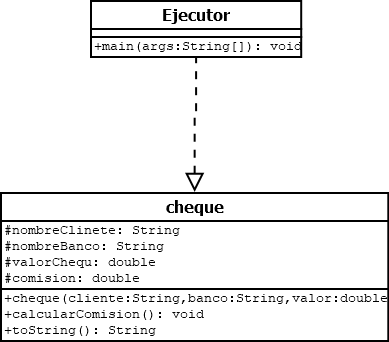 Ejecutor
+main(args:String[]): void
cheque
#nombreClinete: String
#nombreBanco: String
#valorChequ: double
#comision: double
+cheque(cliente:String,banco:String,valor:double
+calcularComision(): void
+toString(): String